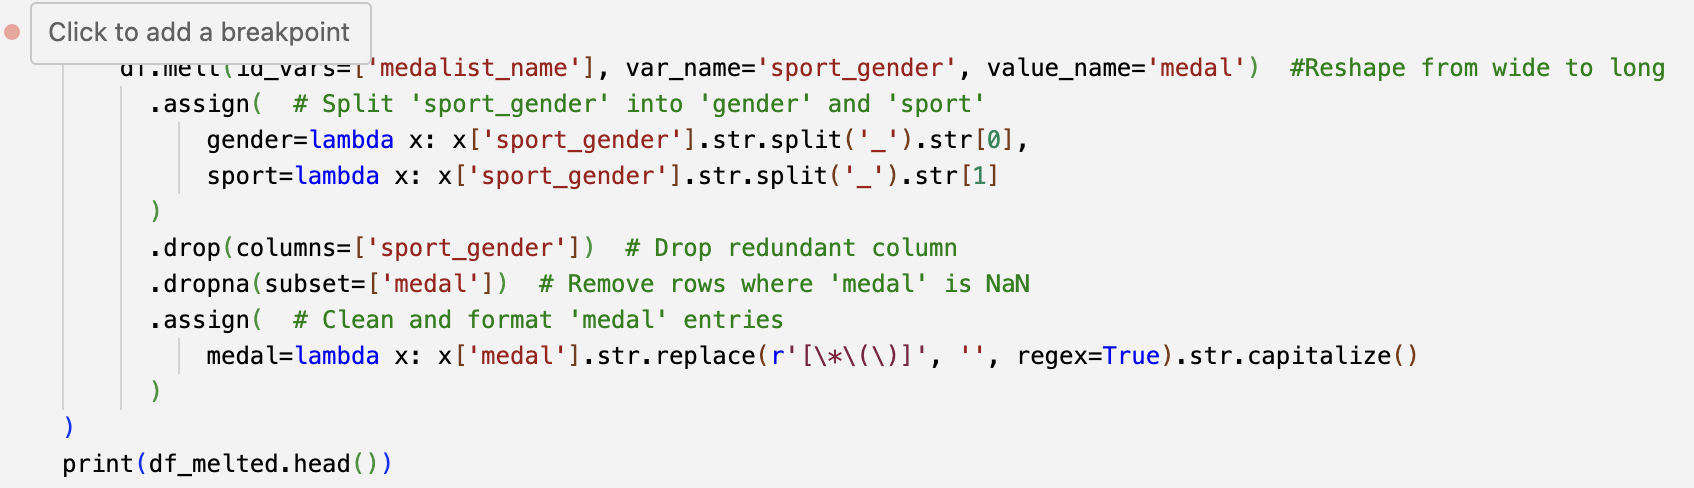 Click to add a breakpoint
df.melt(id_vars=['medalist_name'], var_name='sport_gender', value_name='medal')  #Reshape from wide to long
.assign(  # Split 'sport_gender' into 'gender' and 'sport'
gender=lambda x: x['sport_gender'].str.split('_').str[0],
sport=lambda x: x['sport_gender'].str.split('_').str[1]
)
.drop(columns=['sport_gender'])  # Drop redundant column
.dropna(subset=['medal'])  # Remove rows where 'medal' is NaN
.assign(  # Clean and format 'medal' entries
medal=lambda x: x['medal'].str.replace(r'[\*\(\)]', '', regex=True).str.capitalize()
)
)
print(df_melted.head())